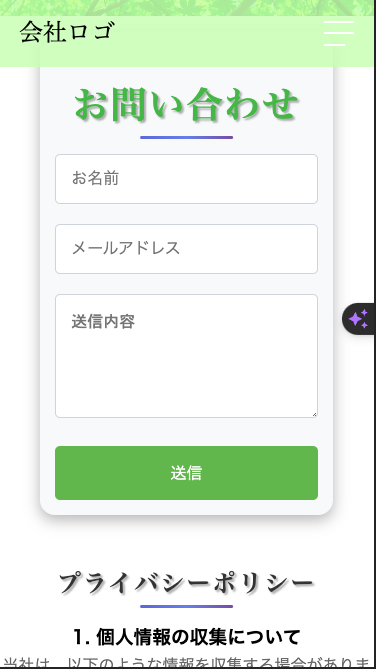 会社ロゴ
お問い合わせ
お名前
メールアドレス
送信内容
送信
プライバシーポリシー
1. 個人情報の収集について
当社は、以下のような情報を収集する場合がありま